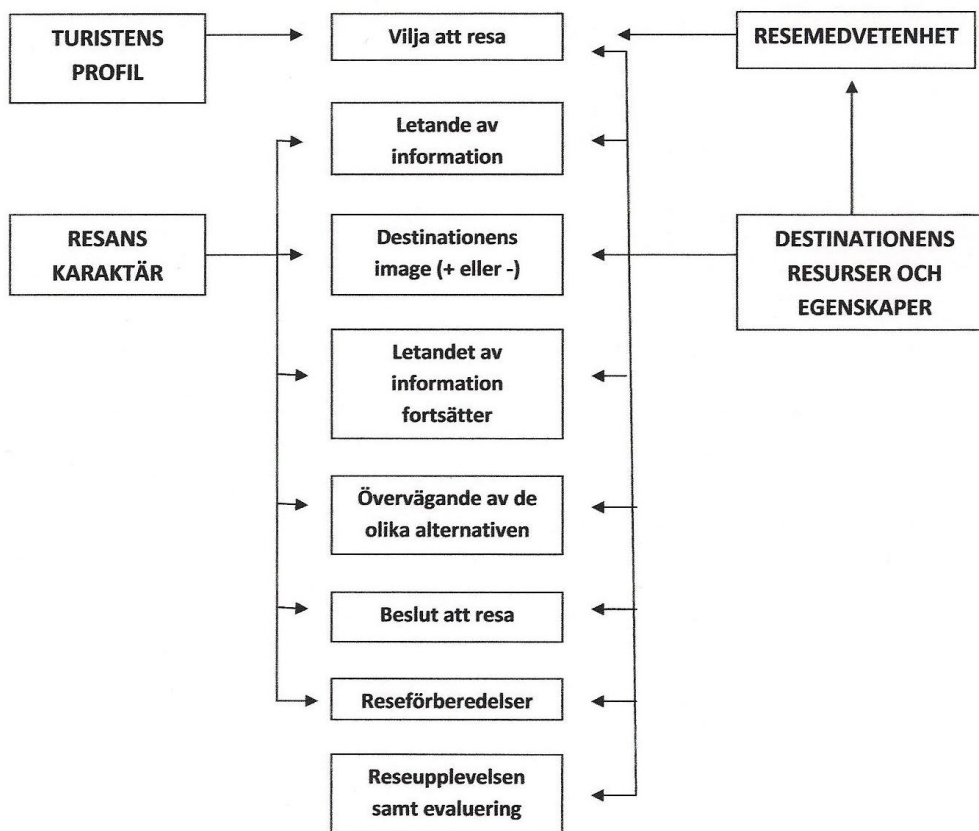 TURISTENS
PROFIL
Vilja att resa
RESEMEDVETENHET
Letande av
information
RESANS
KARAKTÄR
Destinationens
image (+ eller -)
DESTINATIONENS
RESURSER OCH
EGENSKAPER
Letandet av
information
fortsätter
Övervägande av de
olika alternativen
Beslut att resa
Reseförberedelser
Reseupplevelsen
samt evaluering